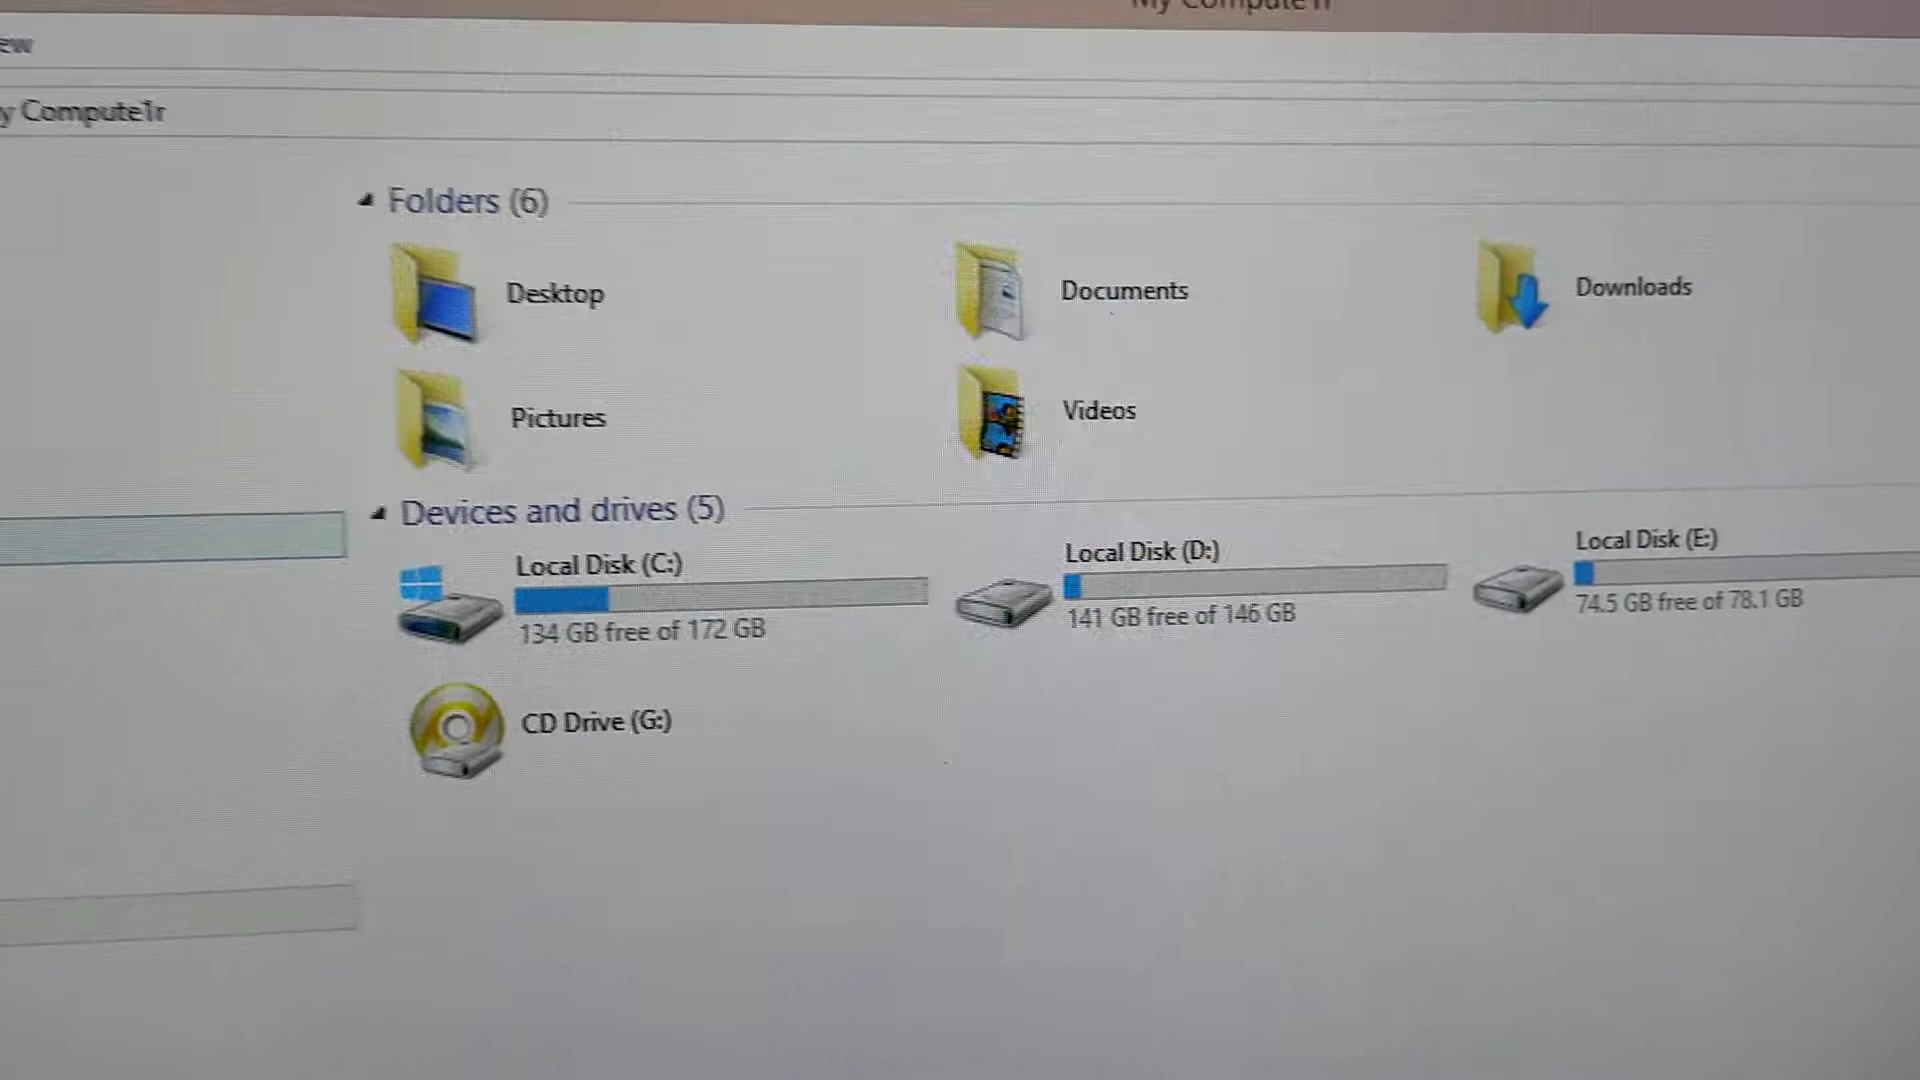 My Compute1r
ew
y Compute1r
Folders (6)
Desktop
Documents
Downloads
Pictures
Videos
Devices and drives (5)
Local Disk (C:)
134 GB free of 172 GB
Local Disk (D:)
141 GB free of 146 GB
Local Disk (E:)
74.5 GB free of 78.1 GB
CD Drive (G:)